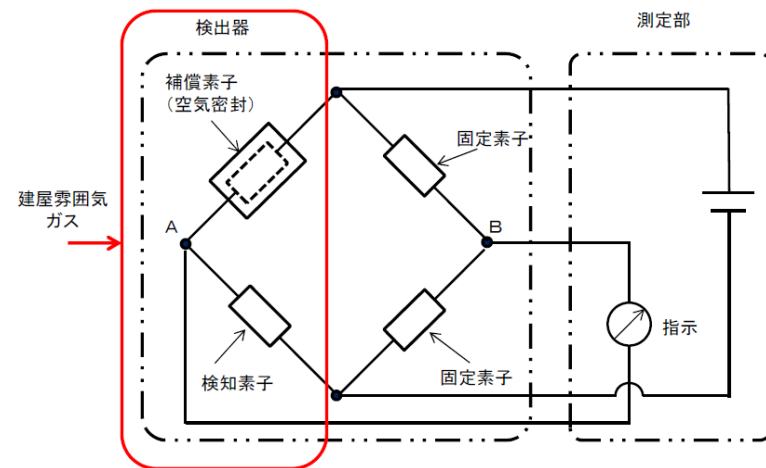 検出器
測定部
補償素子
（空気密封）
固定素子
建屋雰囲気
ガス
A
B
指示
検知素子
固定素子